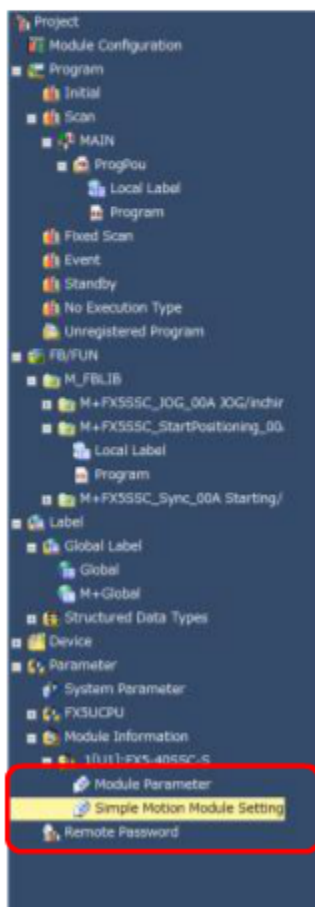 Project
Module Configuration
Program
Initial
Scan
MAIN
ProgPou
Local Label
Program
Fixed Scan
Event
Standby
No Execution Type
Unregistered Program
FB/FUN
M_FBLIB
M+FX5SSC_JOG_00A JOG/inchir
M+FX5SSC_StartPositioning_00.
Local Label
Program
M+FX5SSC_Sync_00A Starting/
Label
Global Label
Global
M+Global
Structured Data Types
Device
Parameter
System Parameter
FX5UCPU
Module Information
1[U1]:FX5-40SSC-S
Module Parameter
Simple Motion Module Setting
Remote Password